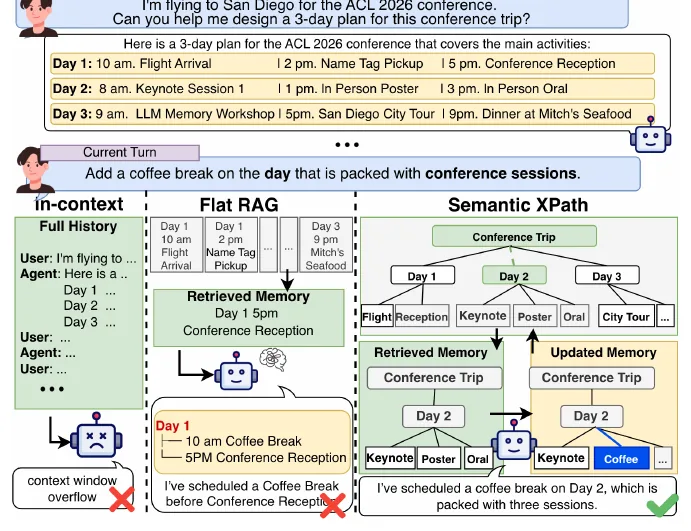 I'm flying to San Diego for the ACL 2026 conference.
Can you help me design a 3-day plan for this conference trip?
Here is a 3-day plan for the ACL 2026 conference that covers the main activities:
Day 1: 10 am. Flight Arrival | 2 pm. Name Tag Pickup | 5 pm. Conference Reception
Day 2: 8 am. Keynote Session 1 | 1 pm. In Person Poster | 3 pm. In Person Oral
Day 3: 9 am. LLM Memory Workshop | 5pm. San Diego City Tour | 9pm. Dinner at Mitch's Seafood
•••
Current Turn
Add a coffee break on the day that is packed with conference sessions.
In-context
Full History
User: I'm flying to ...
Agent: Here is a ..
Day 1 ...
Day 2 ...
Day 3 ...
User: ...
Agent: ...
User: ...
•••
context window
overflow
Flat RAG
Day 1
10 am
Flight
Arrival
Day 1
2 pm
Name Tag
Pickup
...
...
Day 3
9 pm
Mitch's
Seafood
Retrieved Memory
Day 1 5pm
Conference Reception
Day 1
10 am Coffee Break
5PM Conference Reception
I've scheduled a Coffee Break
before Conference Reception
Semantic XPath
Conference Trip
Day 1
Day 2
Day 3
Flight
Reception
Keynote
Poster
Oral
City Tour
...
Retrieved Memory
Conference Trip
Day 2
Keynote
Poster
Oral
Updated Memory
Conference Trip
Day 2
Keynote
Coffee
...
I've scheduled a coffee break on Day 2, which is
packed with three sessions.